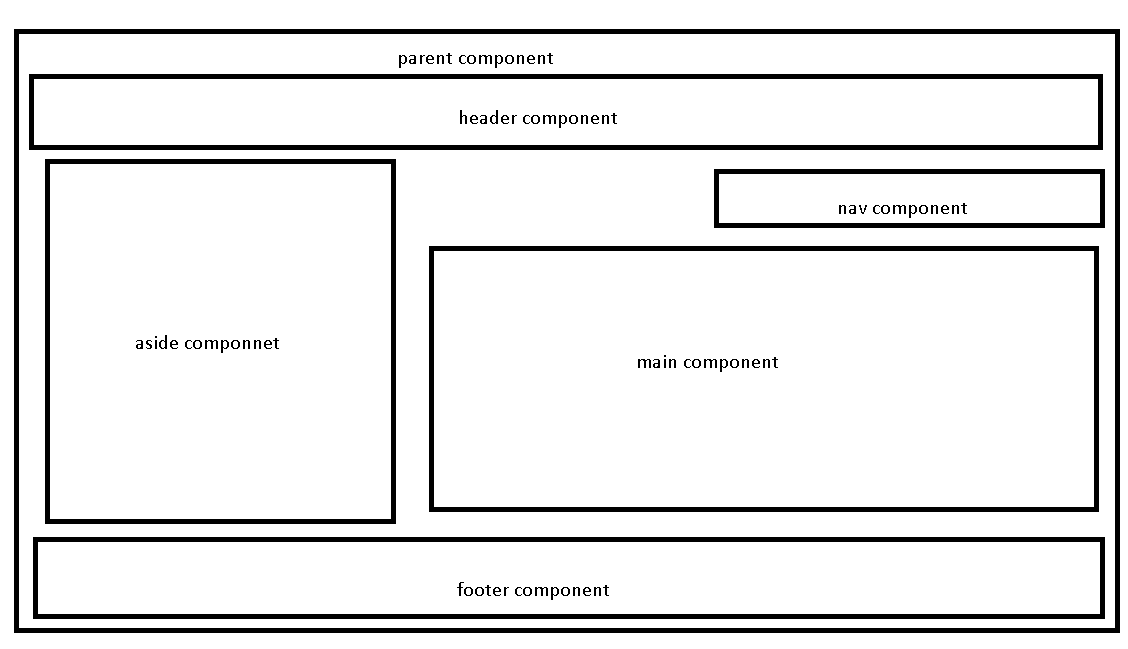 parent component
header component
nav component
aside componnet
main component
footer component